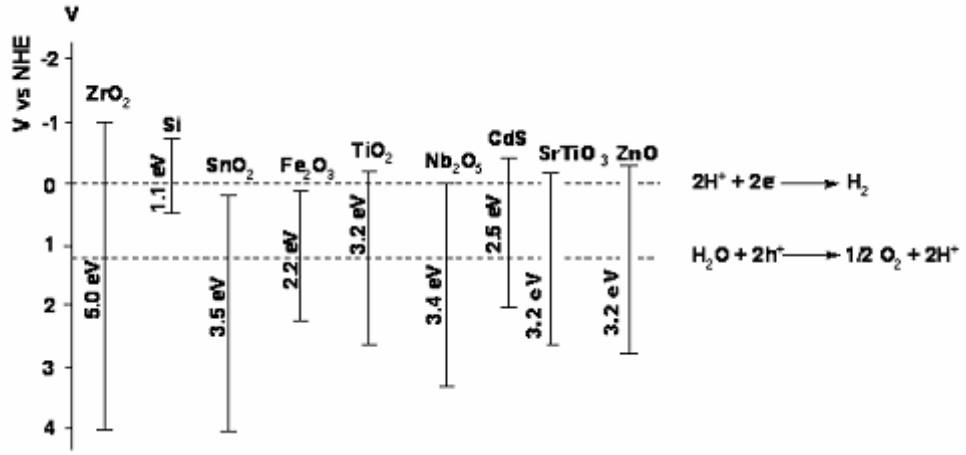 V
V vs NHE
-2
-1
0
1
2
3
4
ZrO₂
5.0 eV
Si
1.1 eV
SnO₂
3.5 eV
Fe₂O₃
2.2 eV
TiO₂
3.2 eV
Nb₂O₅
3.4 eV
CdS
2.5 eV
SrTiO₃
3.2 eV
ZnO
3.2 eV
2H⁺ + 2e → H₂
H₂O + 2h⁺ → 1/2 O₂ + 2H⁺